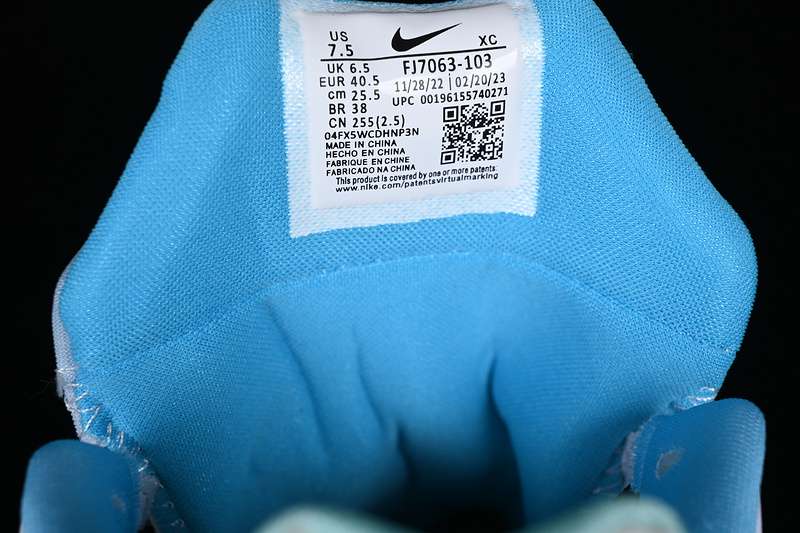 US
7.5
XC
UK 6.5
FJ7063-103
EUR 40.5
11/28/22 | 02/20/23
cm 25.5
UPC 00196155740271
BR 38
CN 255(2.5)
04FX5WCDHNP3N
MADE IN CHINA
HECHO EN CHINA
FABRIQUE EN CHINE
FABRICADO NA CHINA
This product is covered by one or more patents:
www.nike.com/patentsvirtualmarking